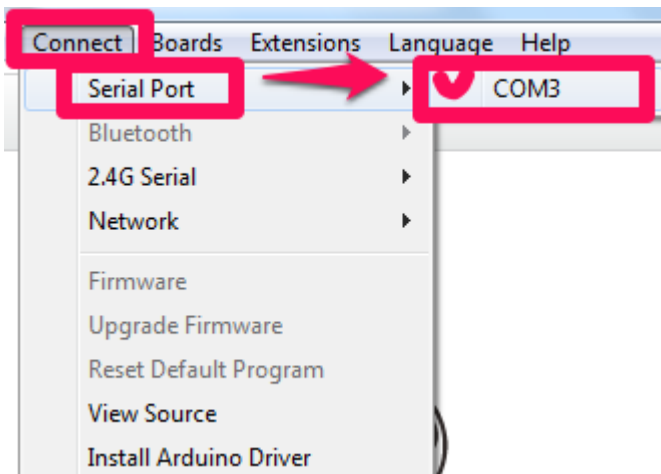 Connect Boards Extensions Language Help
Serial Port COM3
Bluetooth
2.4G Serial
Network
Firmware
Upgrade Firmware
Reset Default Program
View Source
Install Arduino Driver